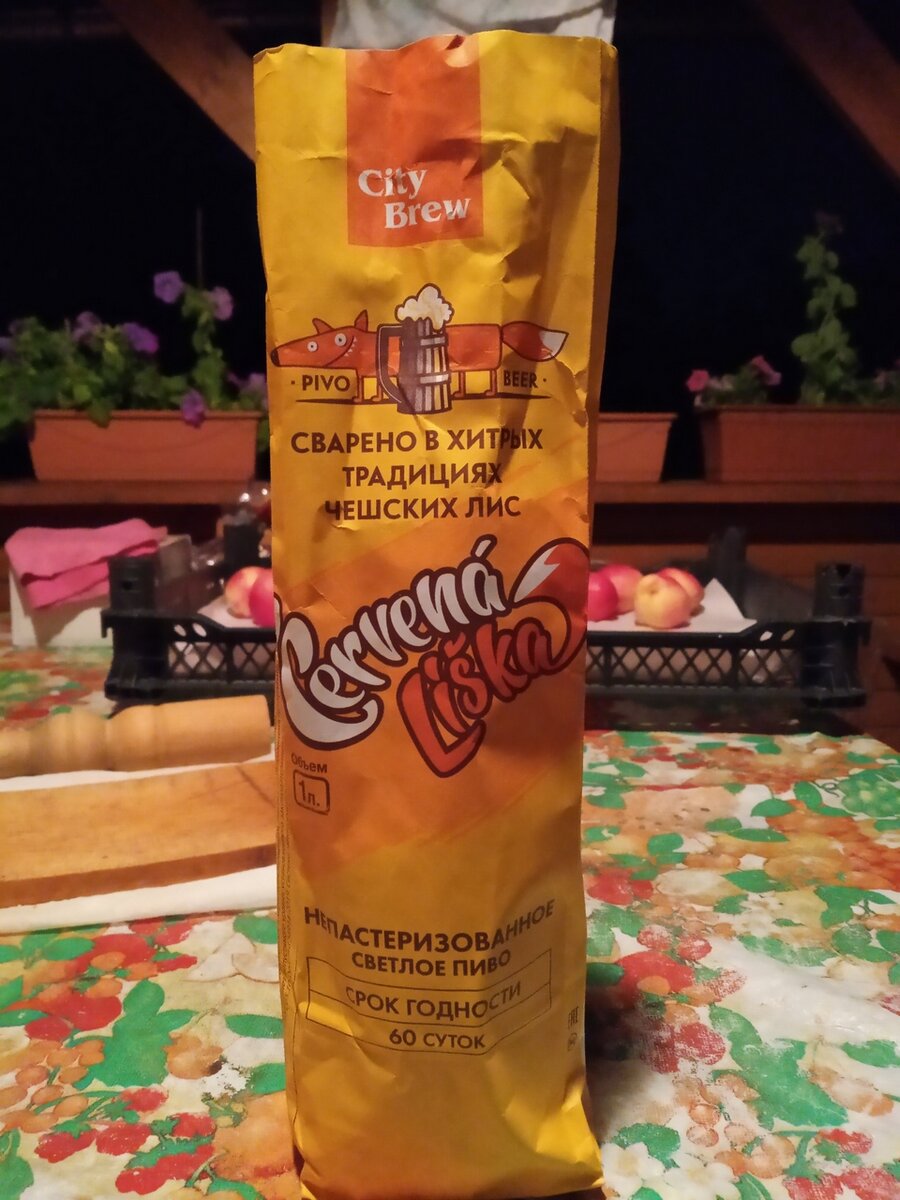 City
Brew
· PIVO
BEER ·
СВАРЕНО В ХИТРЫХ
ТРАДИЦИЯХ
ЧЕШСКИХ ЛИС
Červená
Liška
Объем
1л.
НЕПАСТЕРИЗОВАННОЕ
СВЕТЛОЕ ПИВО
СРОК ГОДНОСТИ
60 СУТОК
EAC